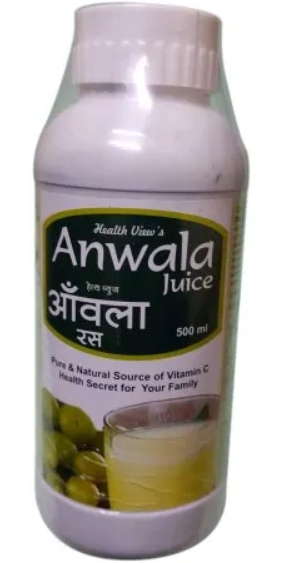 Health View's
Anwala
Juice
हेल्थ व्युज
आँवला
रस
500 ml
Pure & Natural Source of Vitamin C
Health Secret for Your Family